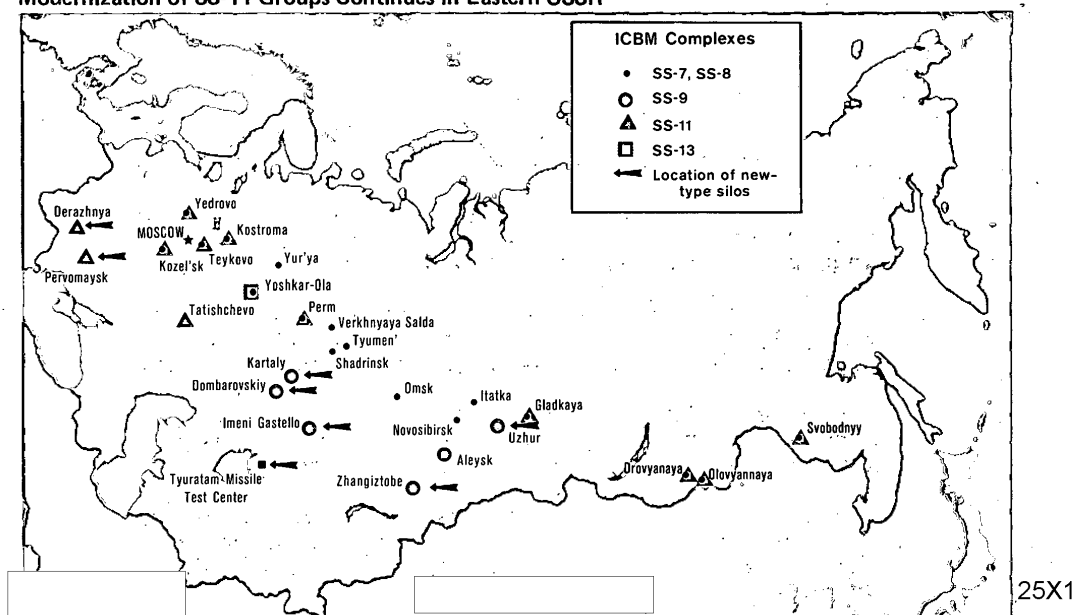 Modernization of SS-11 Groups Continues in Eastern USSR
ICBM Complexes
SS-7, SS-8
SS-9
SS-11
SS-13
Location of new-
type silos
Yedrovo
Derazhnya
MOSCOW
Kostroma
Kozel'sk
Teykovo
Pervomaysk
Yur'ya
Yoshkar-Ola
Tatishchevo
Perm
Verkhnyaya Salda
Tyumen'
Shadrinsk
Kartaly
Dombarovskiy
Omsk
Itatka
Gladkaya
Imeni Gastello
Novosibirsk
Uzhur
Svobodnyy
Aleysk
Drovyanaya
Olovyannaya
Tyuratam Missile
Test Center
Zhangiztobe
25X1